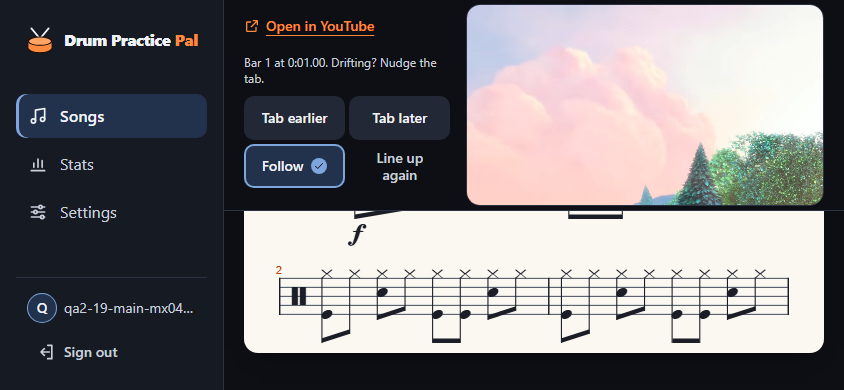 Drum Practice Pal
Songs
Stats
Settings
Q
qa2-19-main-mx04...
Sign out
Open in YouTube
Bar 1 at 0:01.00. Drifting? Nudge the
tab.
Tab earlier
Tab later
Follow
Line up
again
f
2